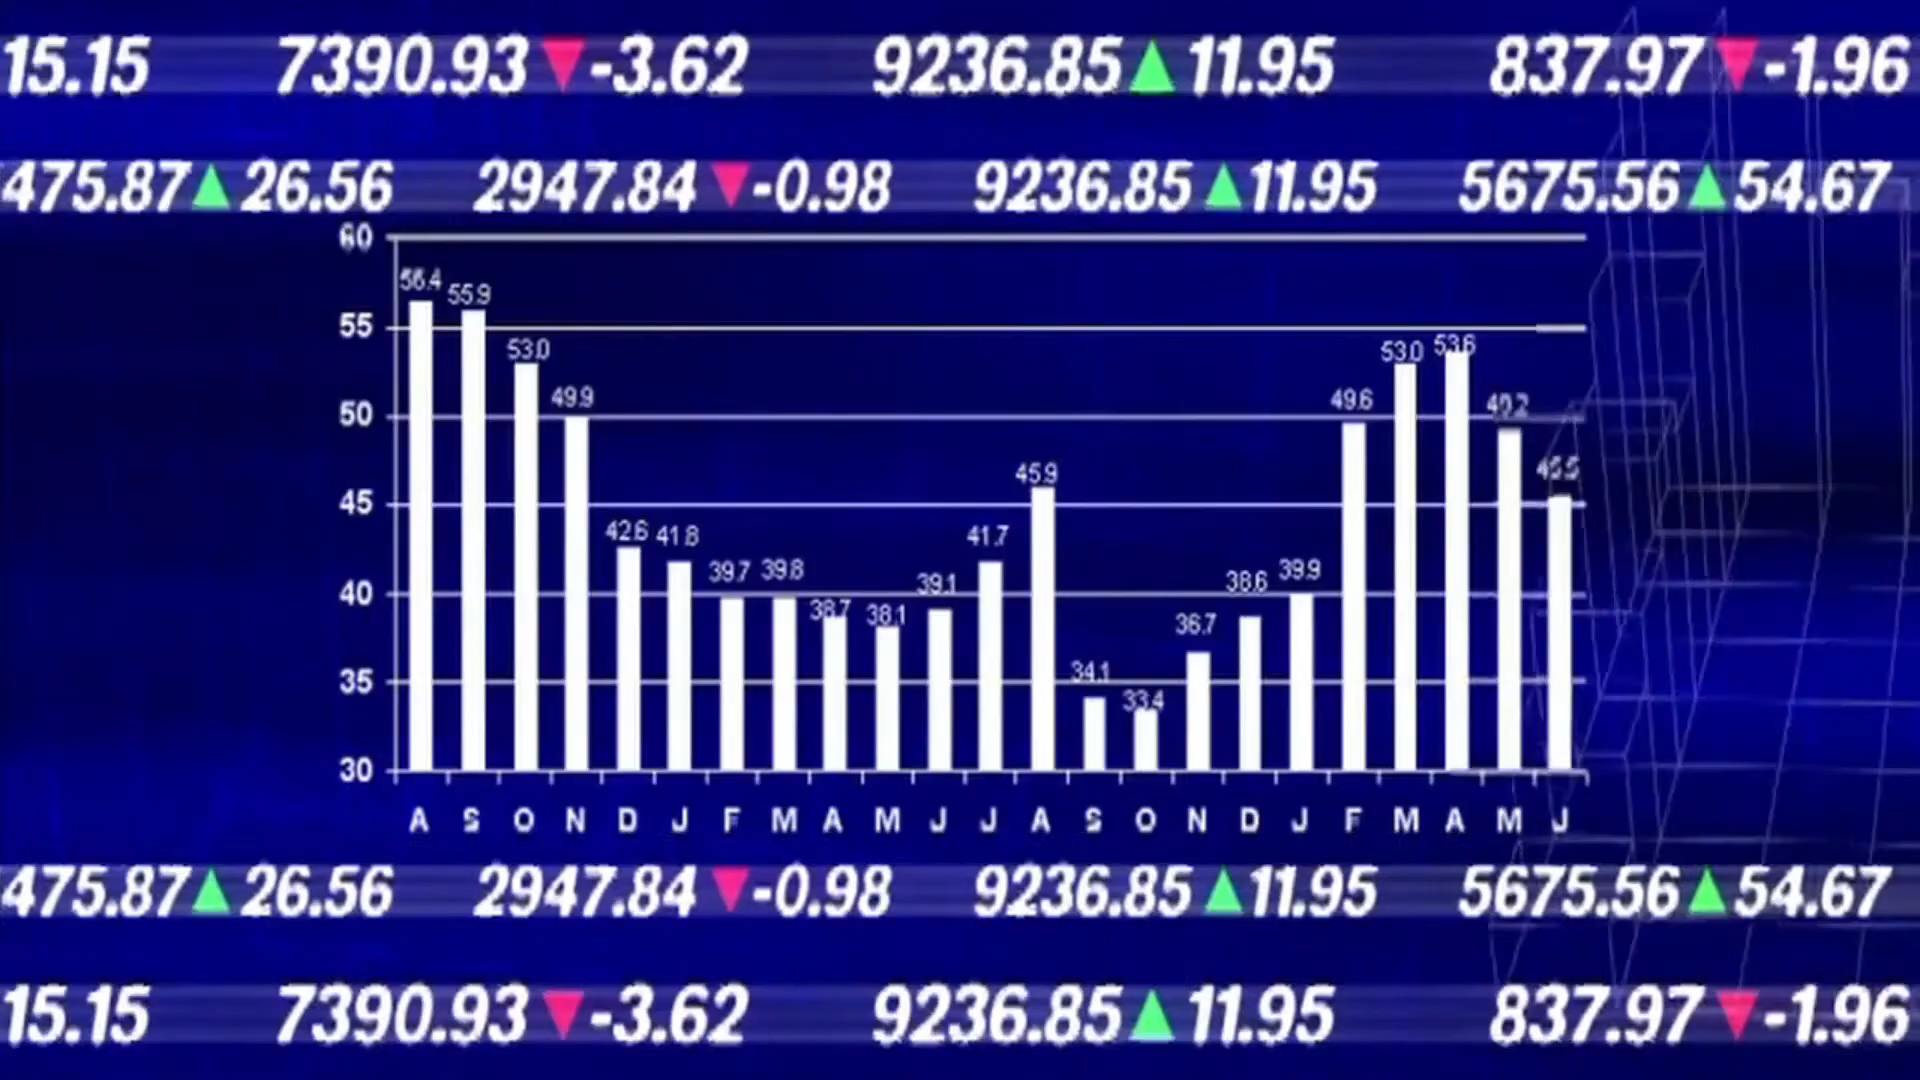 15.15 7390.93 ▼ -3.62 9236.85 ▲ 11.95 837.97 ▼ -1.96
475.87 ▲ 26.56 2947.84 ▼ -0.98 9236.85 ▲ 11.95 5675.56 ▲ 54.67
60
56.4 55.9
55
53.0 53.0 53.6
49.9 49.6 49.2
50
45.9 45.5
45
42.6 41.8 41.7
39.7 39.8 39.1 38.6 39.9
40
38.7 38.1 36.7
34.1
35
33.4
30
A S O N D J F M A M J J A S O N D J F M A M J
475.87 ▲ 26.56 2947.84 ▼ -0.98 9236.85 ▲ 11.95 5675.56 ▲ 54.67
15.15 7390.93 ▼ -3.62 9236.85 ▲ 11.95 837.97 ▼ -1.96